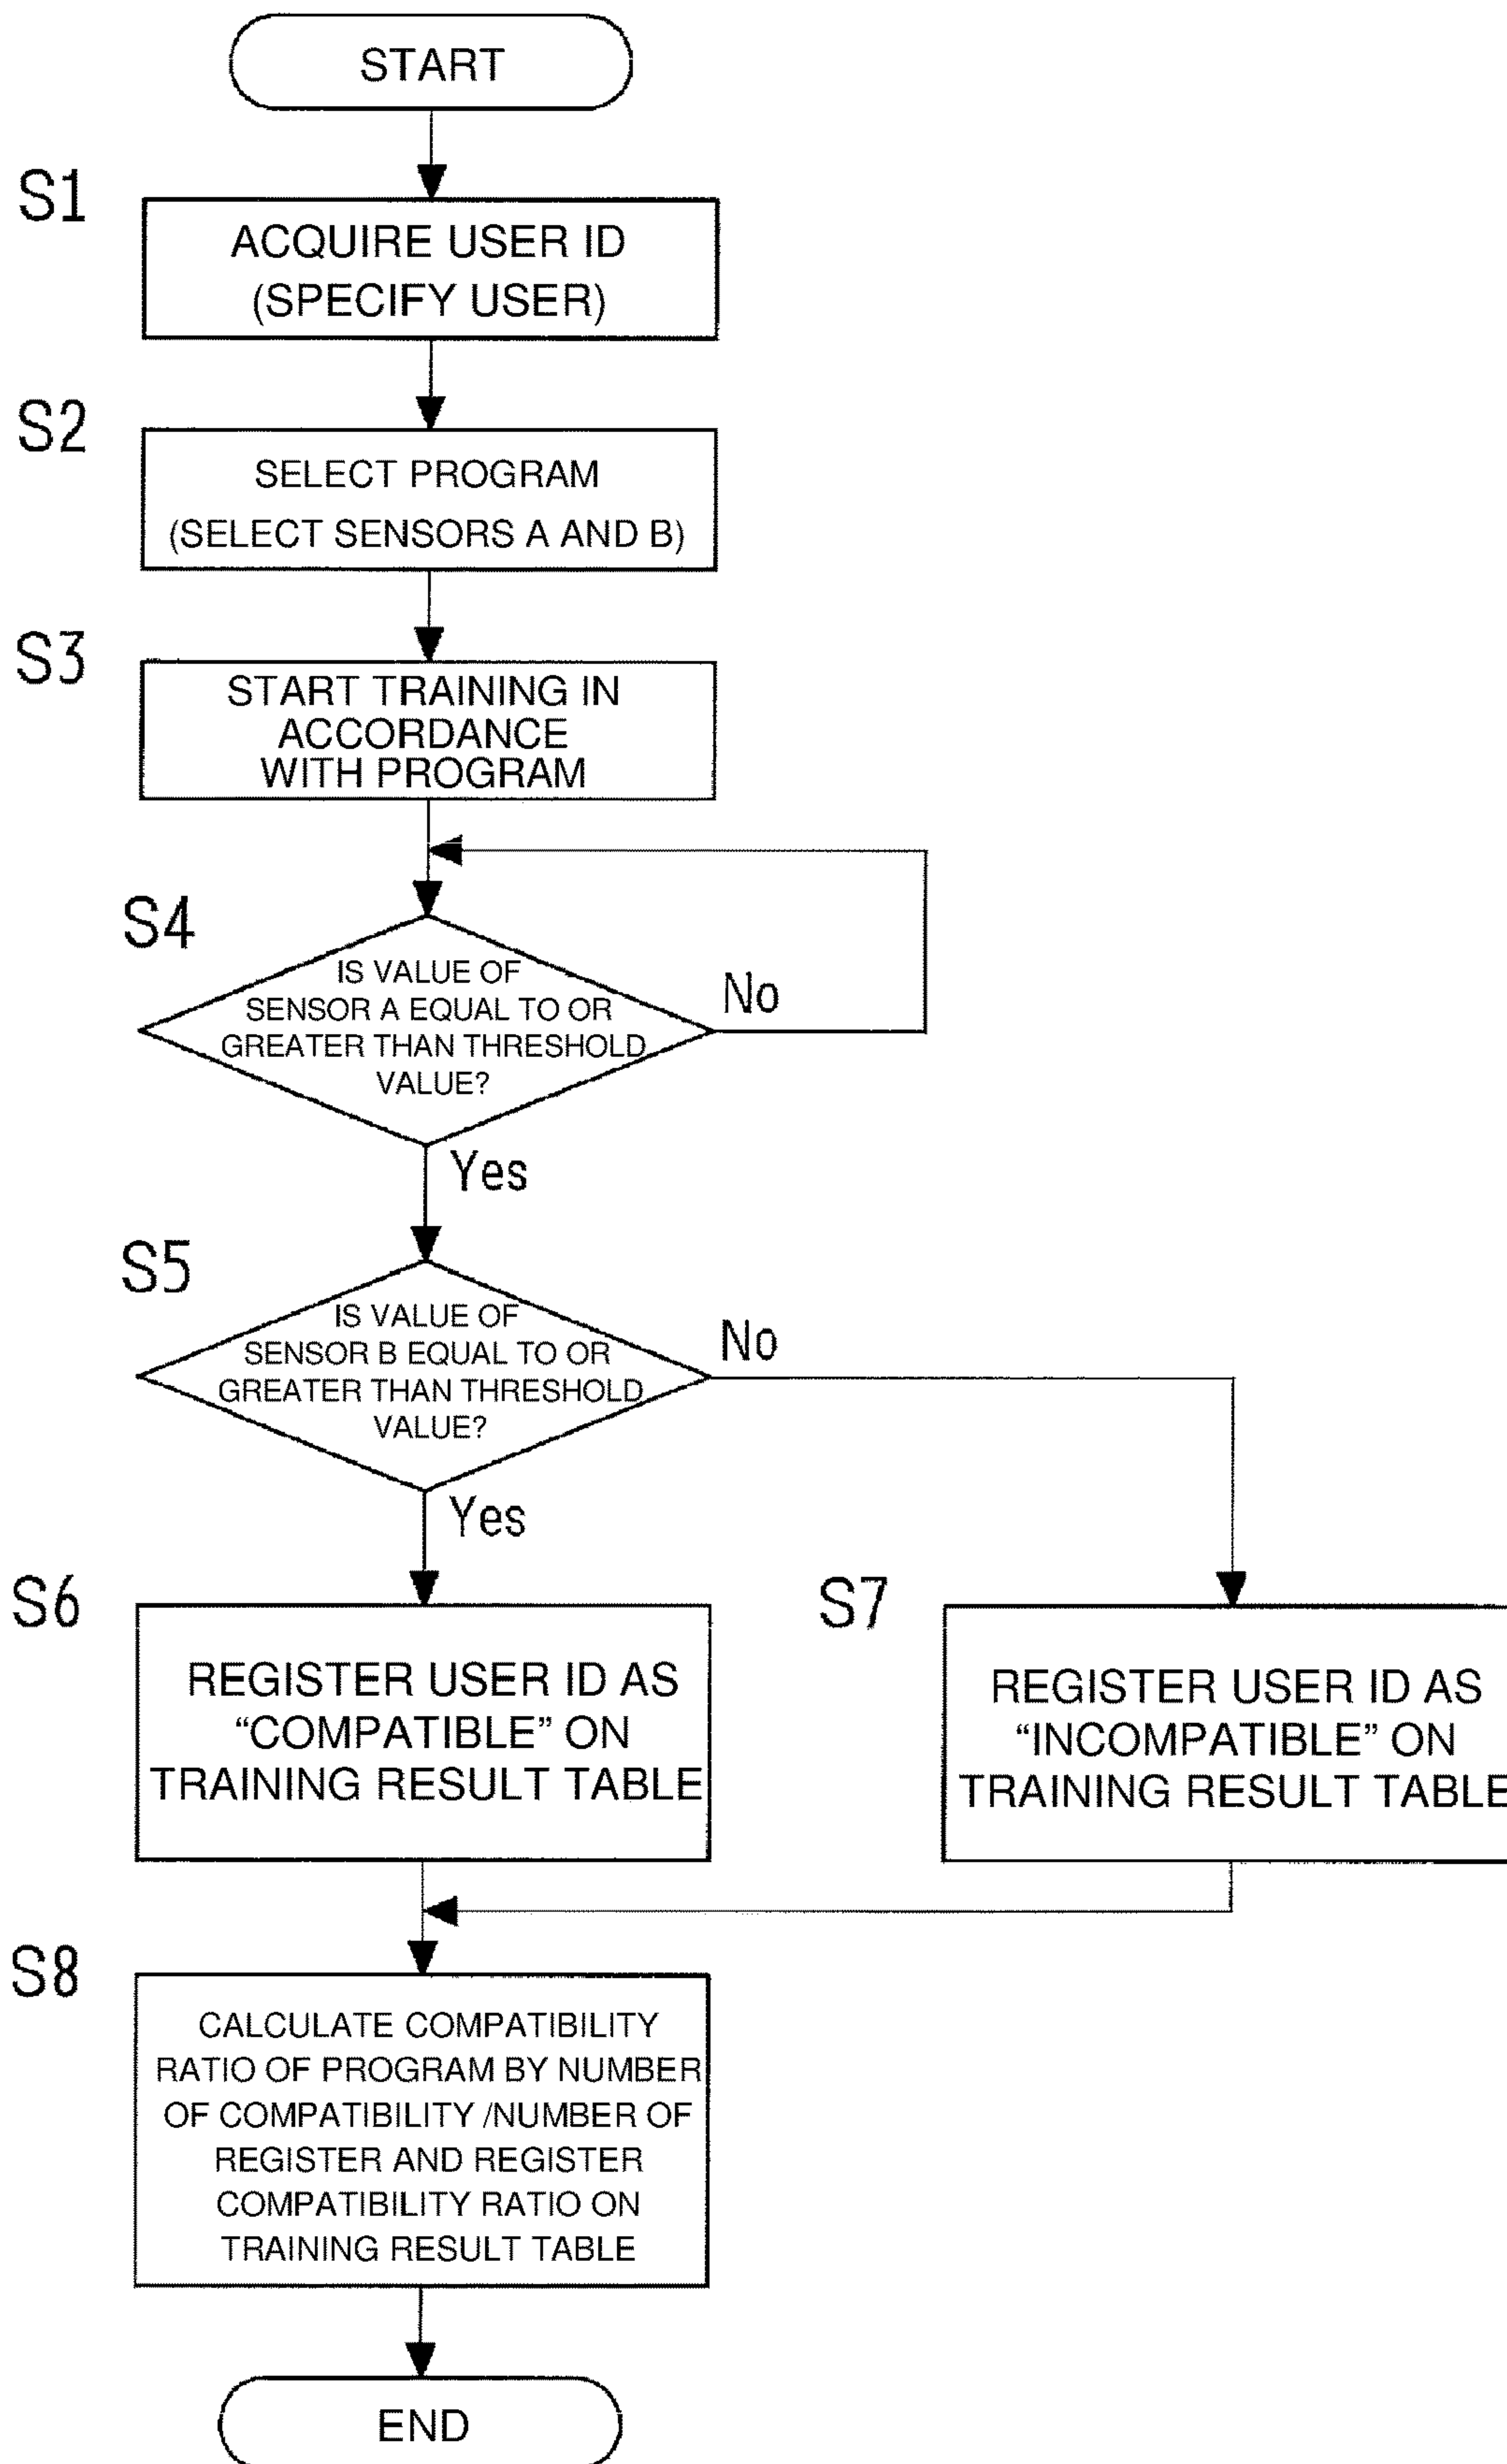 START
S1
ACQUIRE USER ID
(SPECIFY USER)
S2
SELECT PROGRAM
(SELECT SENSORS A AND B)
S3
START TRAINING IN
ACCORDANCE
WITH PROGRAM
S4
IS VALUE OF
SENSOR A EQUAL TO OR
GREATER THAN THRESHOLD
VALUE?
No
Yes
S5
IS VALUE OF
SENSOR B EQUAL TO OR
GREATER THAN THRESHOLD
VALUE?
No
Yes
S6
REGISTER USER ID AS
“COMPATIBLE” ON
TRAINING RESULT TABLE
S7
REGISTER USER ID AS
“INCOMPATIBLE” ON
TRAINING RESULT TABLE
S8
CALCULATE COMPATIBILITY
RATIO OF PROGRAM BY NUMBER
OF COMPATIBILITY /NUMBER OF
REGISTER AND REGISTER
COMPATIBILITY RATIO ON
TRAINING RESULT TABLE
END